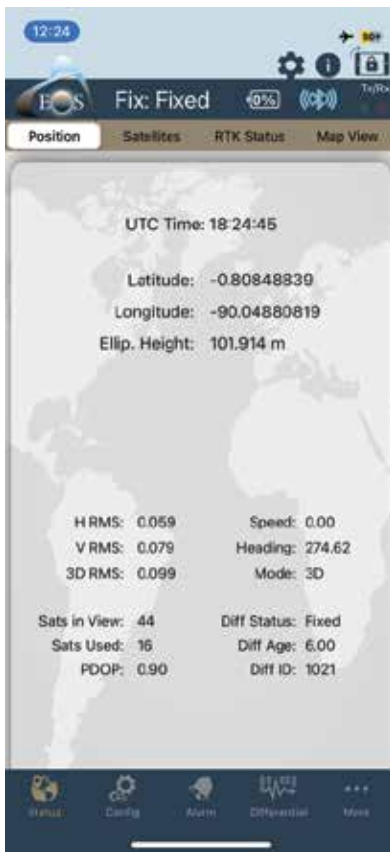 12:24
50+
EOS Fix: Fixed 0% Tx/Rx
Position Satellites RTK Status Map View
UTC Time: 18:24:45
Latitude: -0.80848839
Longitude: -90.04880819
Ellip. Height: 101.914 m
H RMS: 0.059 Speed: 0.00
V RMS: 0.079 Heading: 274.62
3D RMS: 0.099 Mode: 3D
Sats in View: 44 Diff Status: Fixed
Sats Used: 16 Diff Age: 6.00
PDOP: 0.90 Diff ID: 1021
Status Config Alarm Differential More